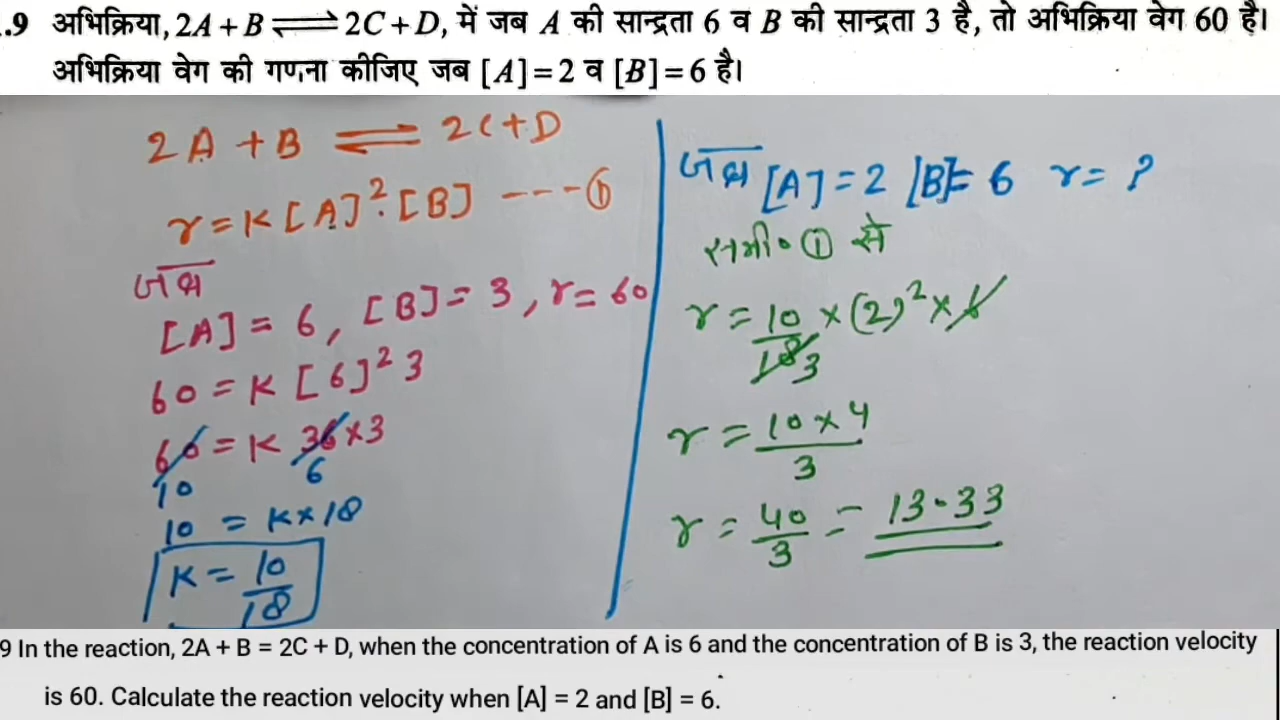 .9 अभिक्रिया, 2A + B ⇌ 2C + D, में जब A की सान्द्रता 6 व B की सान्द्रता 3 है, तो अभिक्रिया वेग 60 है।
अभिक्रिया वेग की गणना कीजिए जब [A] = 2 व [B] = 6 है।
2A + B ⇌ 2C + D
r = K [A]². [B] ---- ①
जब
[A] = 6, [B] = 3, r = 60
60 = K [6]² 3
60 = K 36 × 3
10 6
10 = K × 18
K = 10/18
जब [A] = 2 [B] = 6 r = ?
समी० ① से
r = 10/18 × (2)² × 6
3
r = 10 × 4/3
r = 40/3 = 13.33
9 In the reaction, 2A + B = 2C + D, when the concentration of A is 6 and the concentration of B is 3, the reaction velocity
is 60. Calculate the reaction velocity when [A] = 2 and [B] = 6.